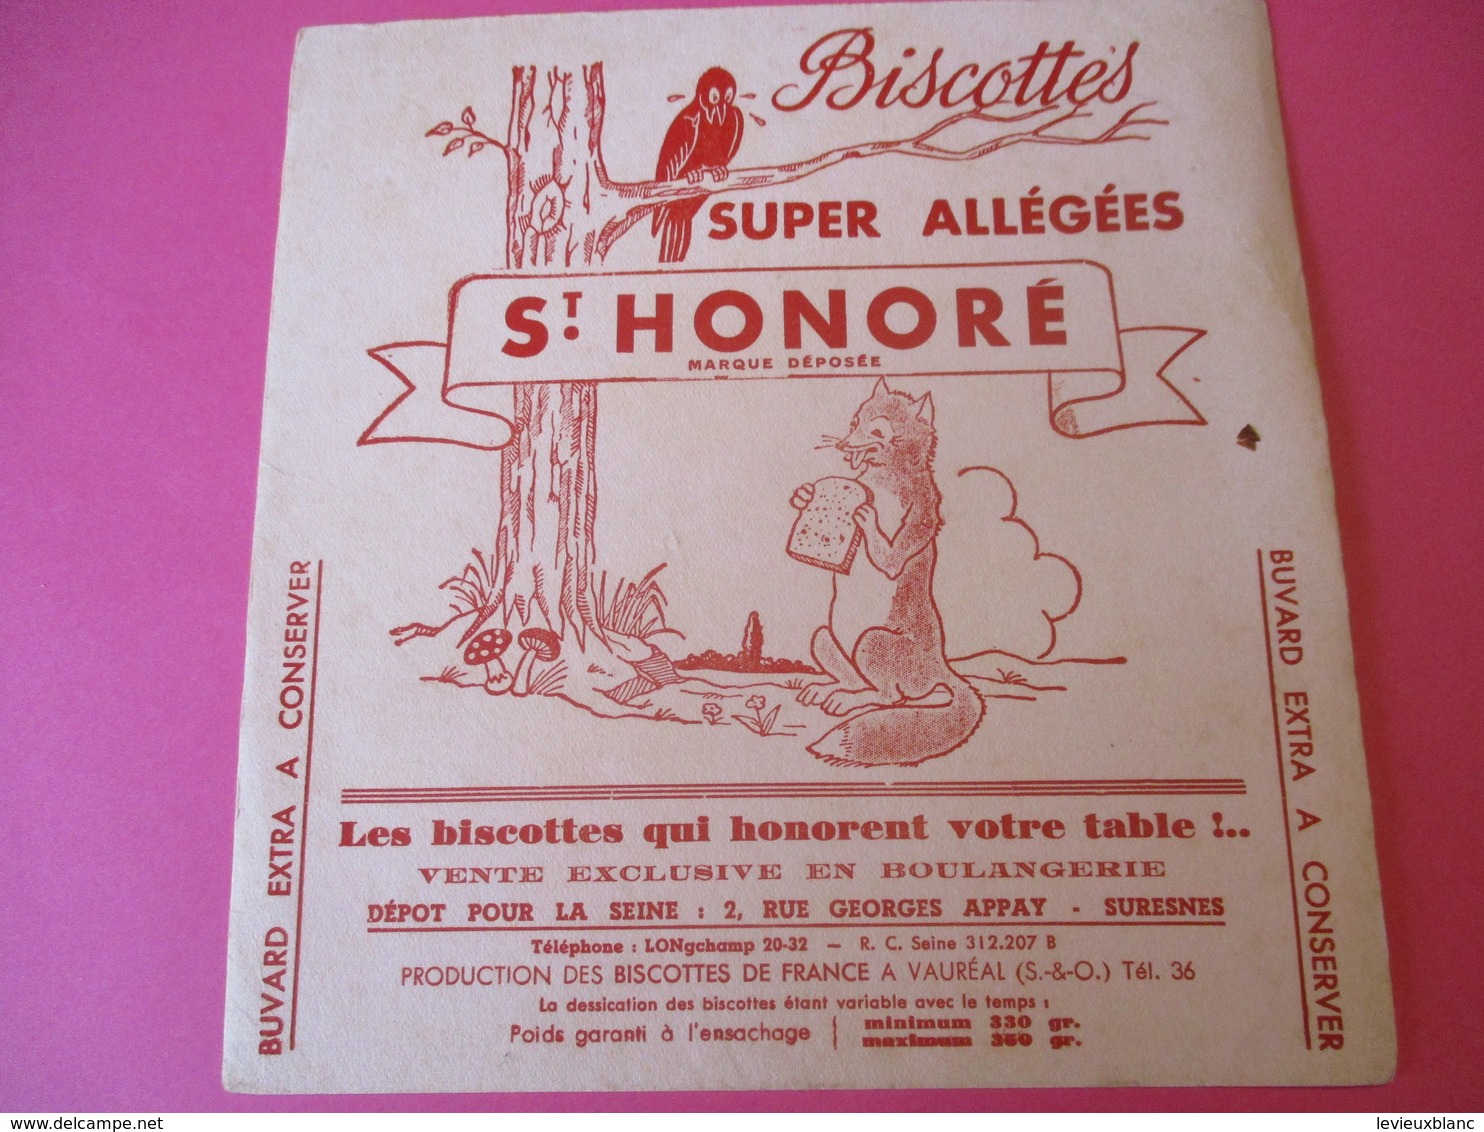 Biscottes
SUPER ALLÉGÉES
ST. HONORÉ
MARQUE DÉPOSÉE
BUVARD EXTRA A CONSERVER
BUVARD EXTRA A CONSERVER
Les biscottes qui honorent votre table !..
VENTE EXCLUSIVE EN BOULANGERIE
DÉPOT POUR LA SEINE : 2, RUE GEORGES APPAY - SURESNES
Téléphone : LONgchamp 20-32 — R. C. Seine 312.207 B
PRODUCTION DES BISCOTTES DE FRANCE A VAURÉAL (S.-&-O.) Tél. 36
La dessication des biscottes étant variable avec le temps :
Poids garanti à l'ensachage { minimum 330 gr.
maximum 360 gr.
delcampe.net
levieuxblanc